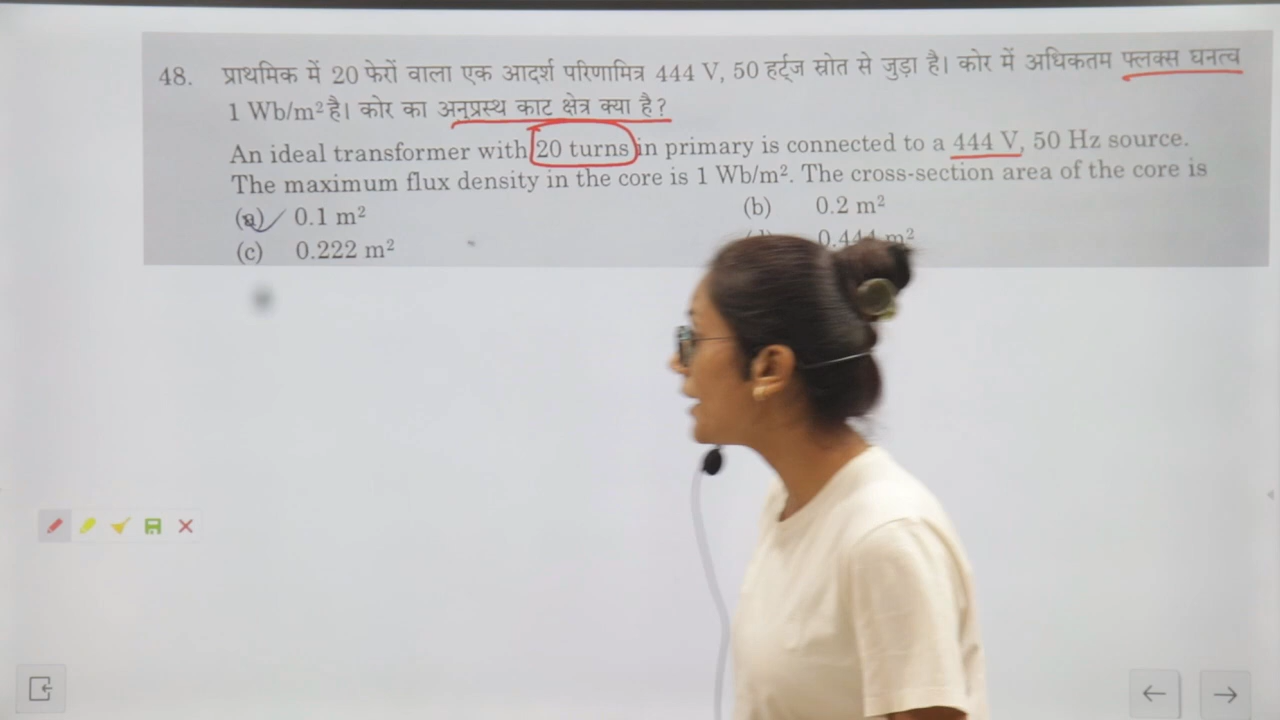 48. प्राथमिक में 20 फेरों वाला एक आदर्श परिणामित्र 444 V, 50 हर्ट्ज स्रोत से जुड़ा है। कोर में अधिकतम फ्लक्स घनत्व
1 Wb/m² है। कोर का अनुप्रस्थ काट क्षेत्र क्या है?
An ideal transformer with 20 turns in primary is connected to a 444 V, 50 Hz source.
The maximum flux density in the core is 1 Wb/m². The cross-section area of the core is
(a) 0.1 m² (b) 0.2 m²
(c) 0.222 m² (d) 0.444 m²